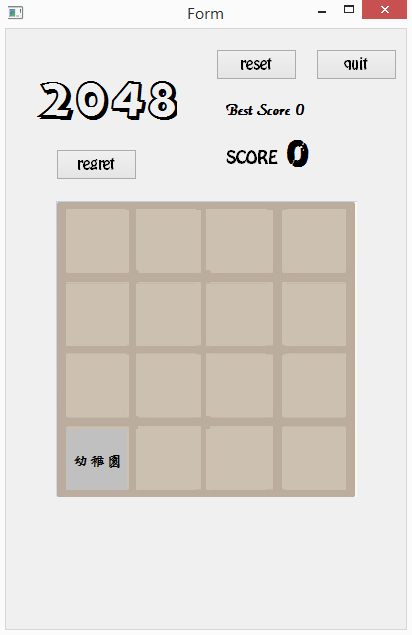 Form
reset
quit
2048
Best Score 0
regret
SCORE 0
幼稚園